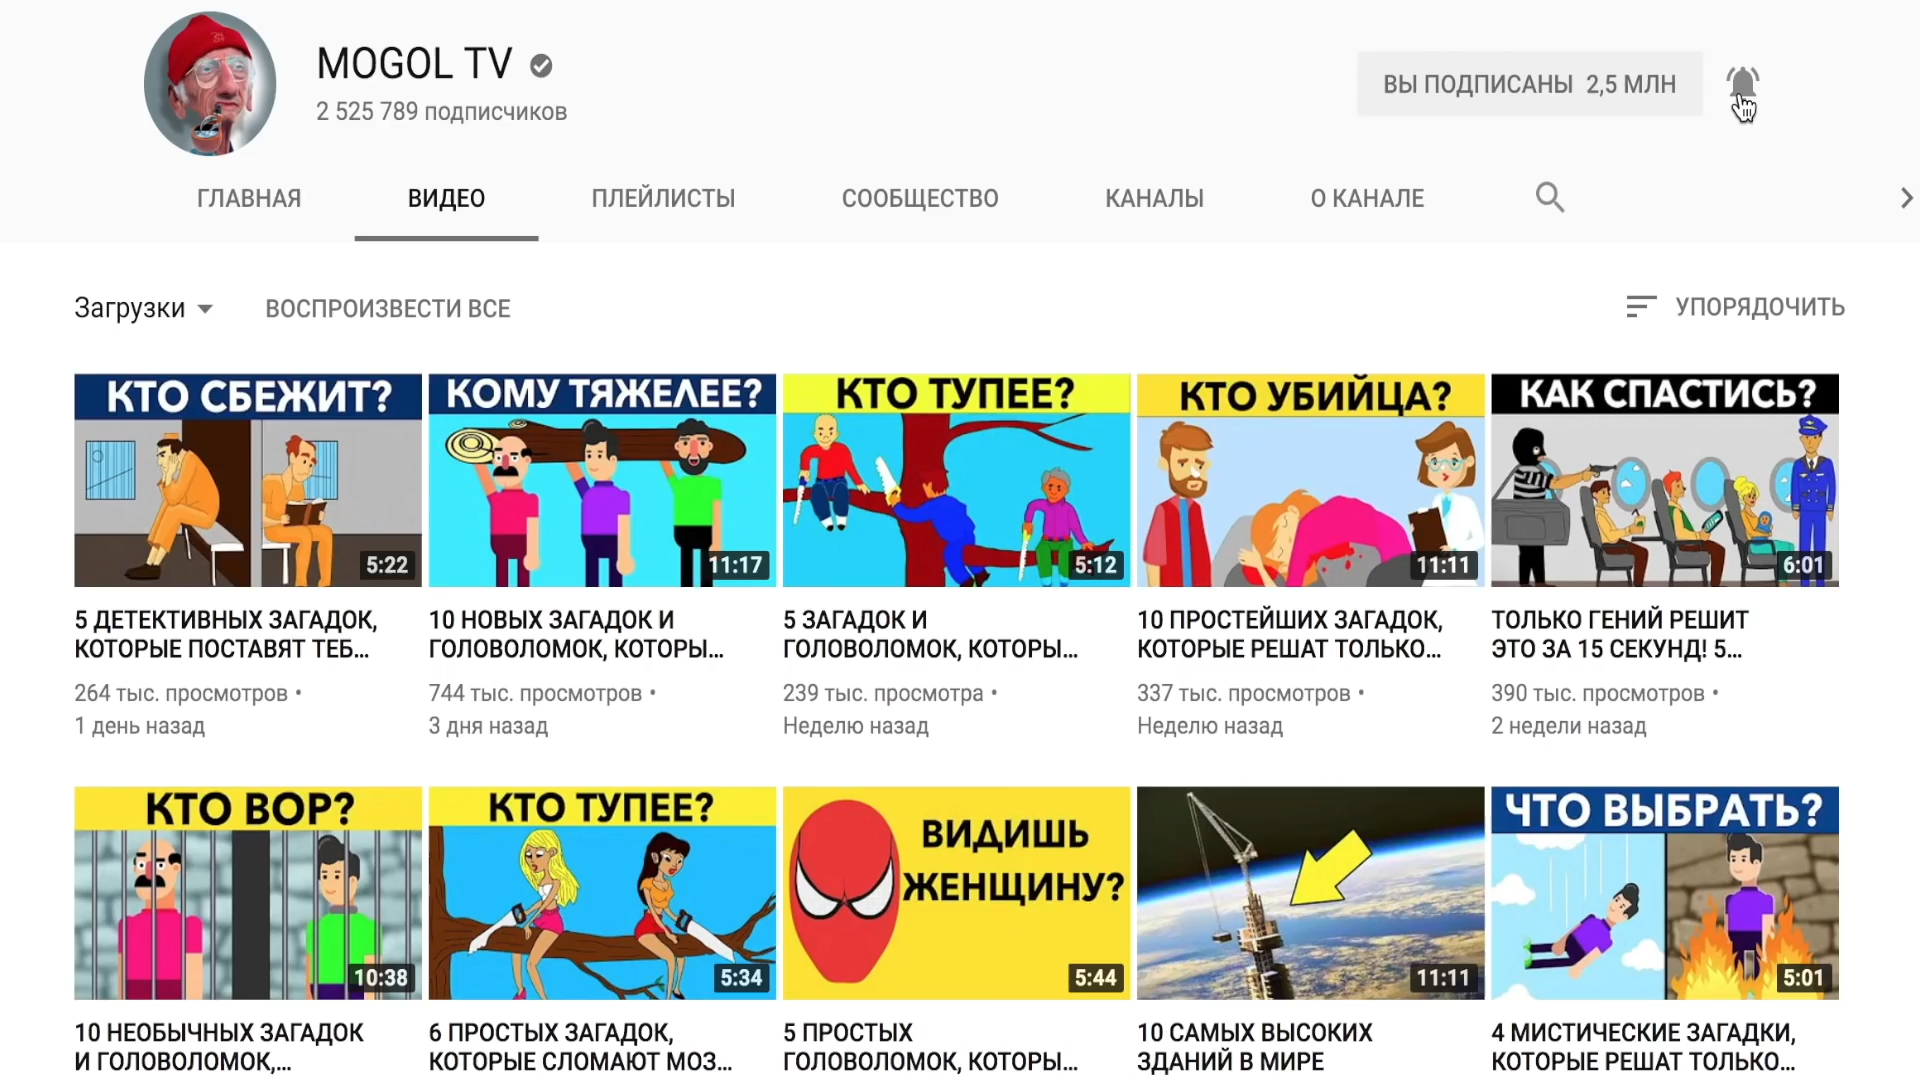 MOGOL TV
2 525 789 подписчиков
ВЫ ПОДПИСАНЫ 2,5 МЛН
ГЛАВНАЯ
ВИДЕО
ПЛЕЙЛИСТЫ
СООБЩЕСТВО
КАНАЛЫ
О КАНАЛЕ
Загрузки
ВОСПРОИЗВЕСТИ ВСЕ
УПОРЯДОЧИТЬ
КТО СБЕЖИТ?
5:22
5 ДЕТЕКТИВНЫХ ЗАГАДОК,
КОТОРЫЕ ПОСТАВЯТ ТЕБ...
264 тыс. просмотров •
1 день назад
КОМУ ТЯЖЕЛЕЕ?
11:17
10 НОВЫХ ЗАГАДОК И
ГОЛОВОЛОМОК, КОТОРЫ...
744 тыс. просмотров •
3 дня назад
КТО ТУПЕЕ?
5:12
5 ЗАГАДОК И
ГОЛОВОЛОМОК, КОТОРЫ...
239 тыс. просмотра •
Неделю назад
КТО УБИЙЦА?
11:11
10 ПРОСТЕЙШИХ ЗАГАДОК,
КОТОРЫЕ РЕШАТ ТОЛЬКО...
337 тыс. просмотров •
Неделю назад
КАК СПАСТИСЬ?
6:01
ТОЛЬКО ГЕНИЙ РЕШИТ
ЭТО ЗА 15 СЕКУНД! 5...
390 тыс. просмотров •
2 недели назад
КТО ВОР?
10:38
10 НЕОБЫЧНЫХ ЗАГАДОК
И ГОЛОВОЛОМОК,...
КТО ТУПЕЕ?
5:34
6 ПРОСТЫХ ЗАГАДОК,
КОТОРЫЕ СЛОМАЮТ МОЗ...
ВИДИШЬ
ЖЕНЩИНУ?
5:44
5 ПРОСТЫХ
ГОЛОВОЛОМОК, КОТОРЫ...
11:11
10 САМЫХ ВЫСОКИХ
ЗДАНИЙ В МИРЕ
ЧТО ВЫБРАТЬ?
5:01
4 МИСТИЧЕСКИЕ ЗАГАДКИ,
КОТОРЫЕ РЕШАТ ТОЛЬКО...